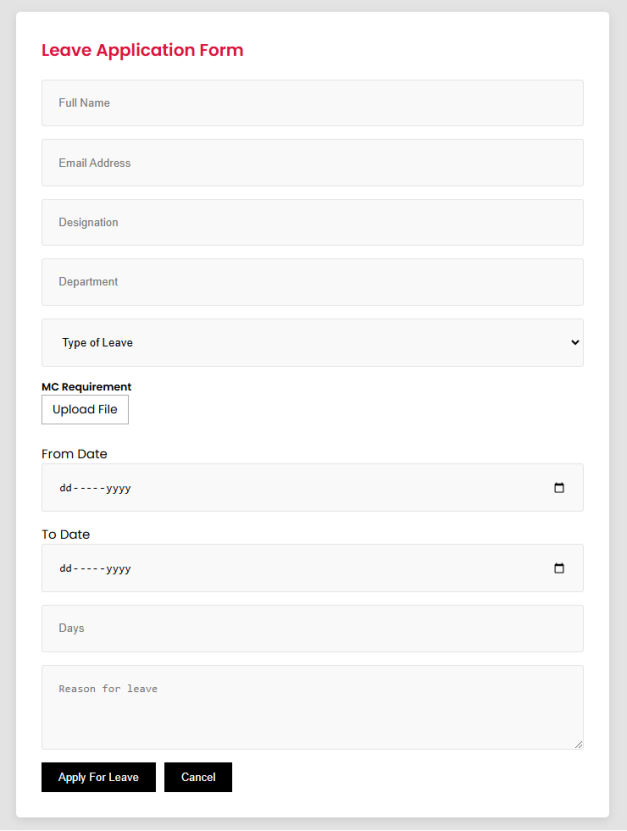 Leave Application Form
Full Name
Email Address
Designation
Department
Type of Leave
MC Requirement
Upload File
From Date
dd-----yyyy
To Date
dd-----yyyy
Days
Reason for leave
Apply For Leave Cancel